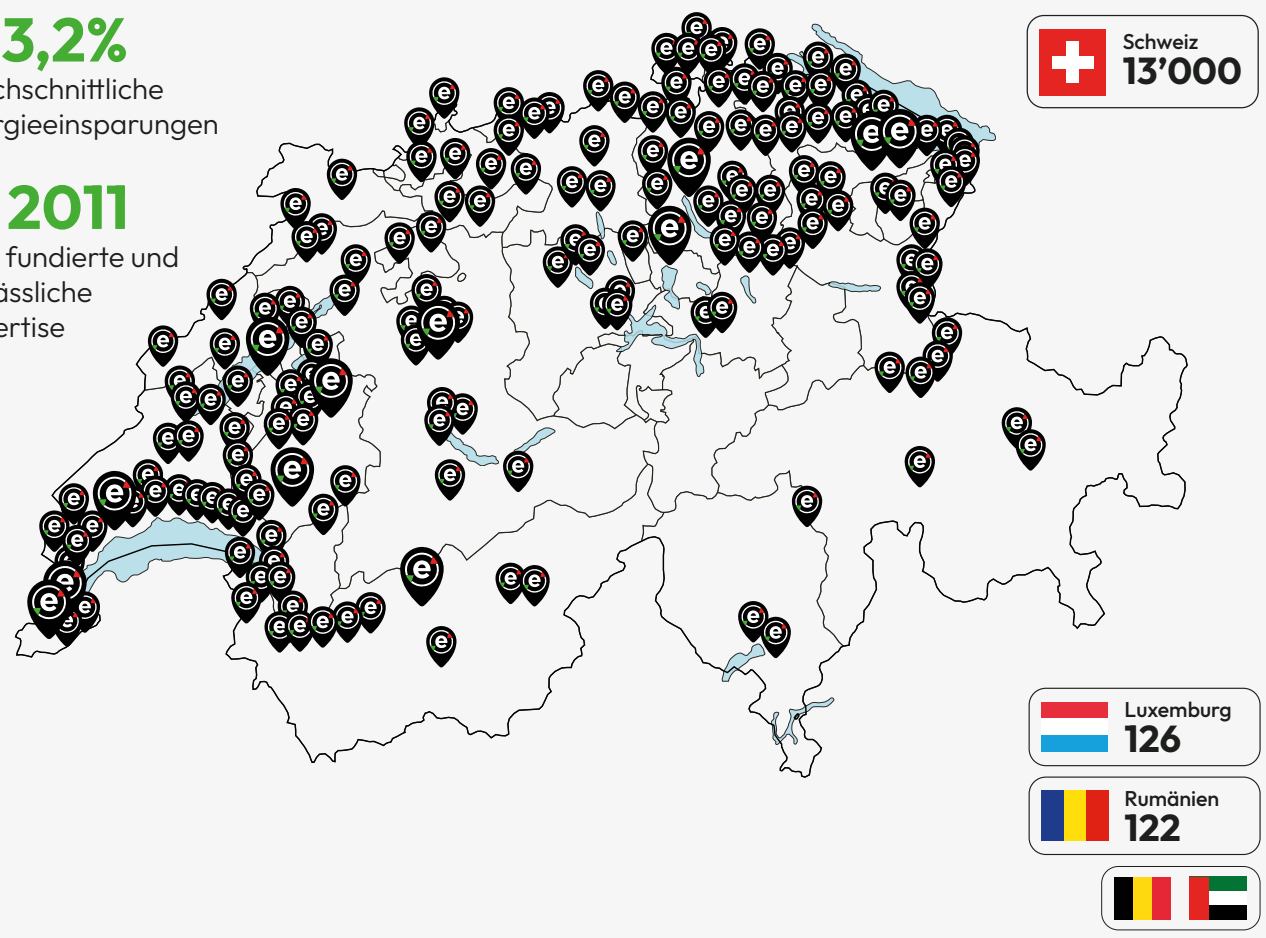 3,2%
chschnittliche
rgieeinsparungen
2011
fundierte und
ässliche
ertise
Schweiz
13’000
Luxemburg
126
Rumänien
122